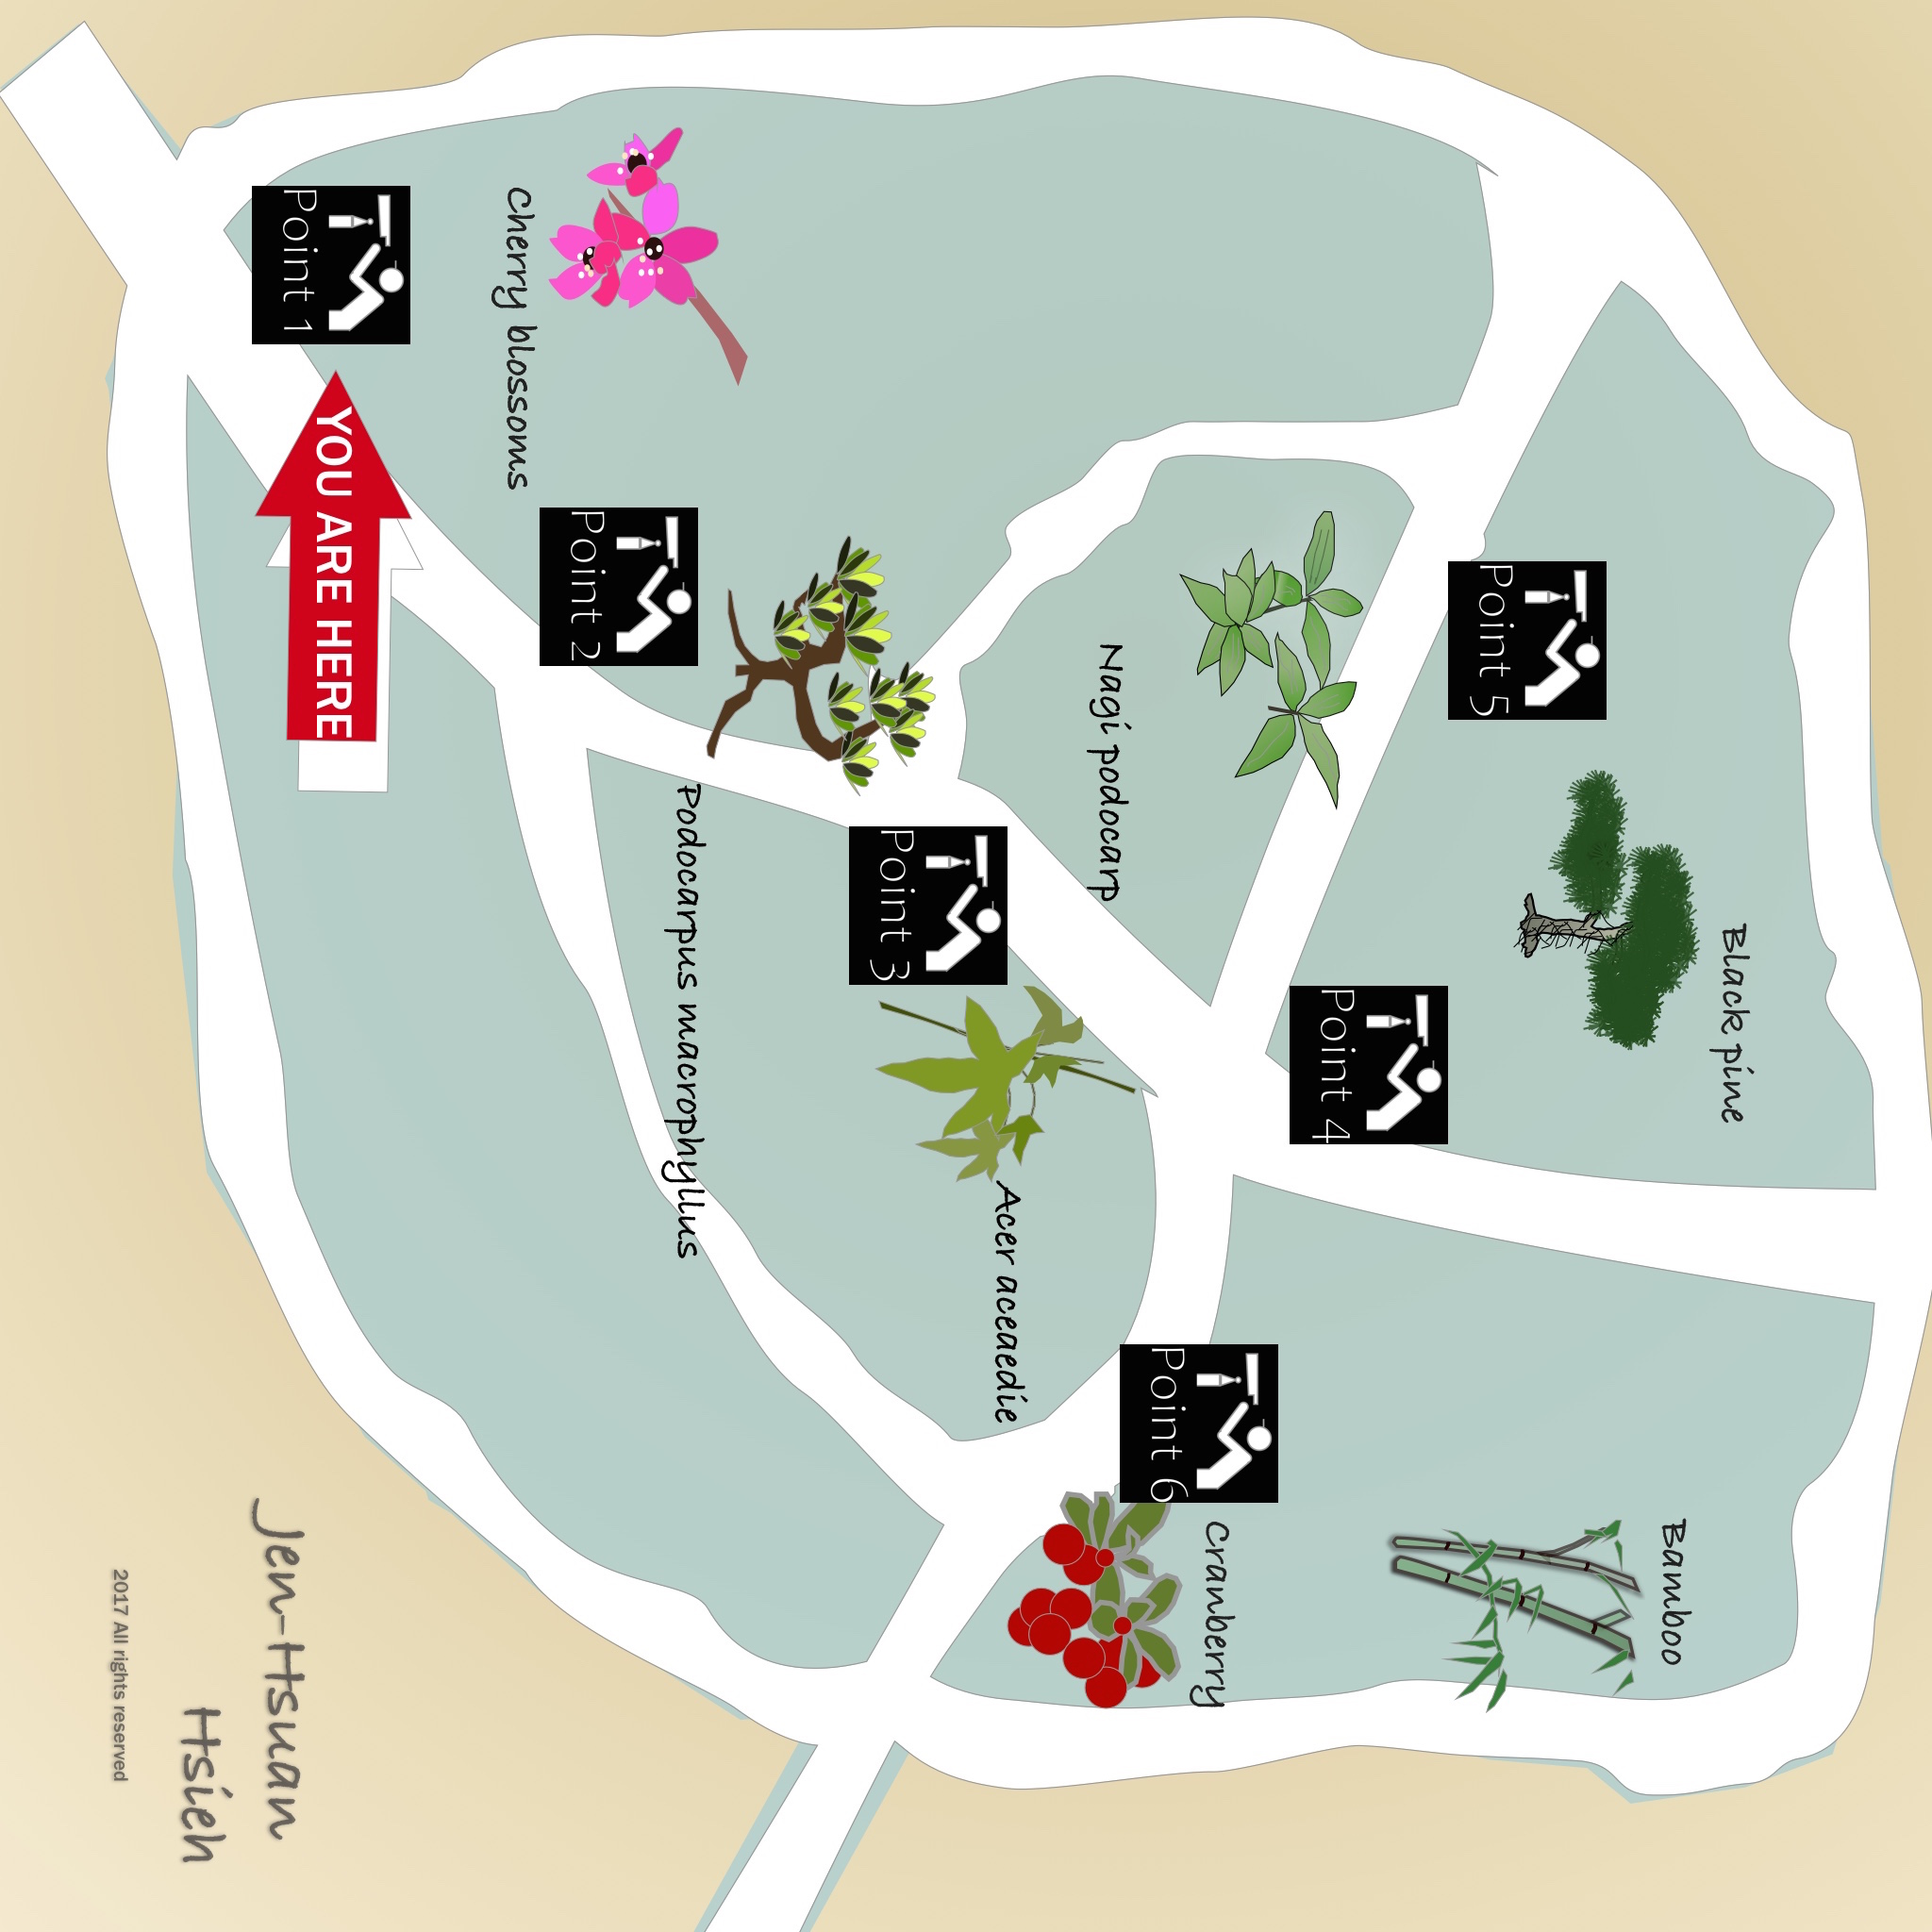 Black pine
Bamboo
Point 5
Point 4
Cranberry
Point 6
Nagi podocarp
Acer aceaedie
Point 3
Podocarpus macrophyllus
Point 2
Cherry blossoms
YOU ARE HERE
Point 1
Jen-Hsuan
Hsieh
2017 All rights reserved